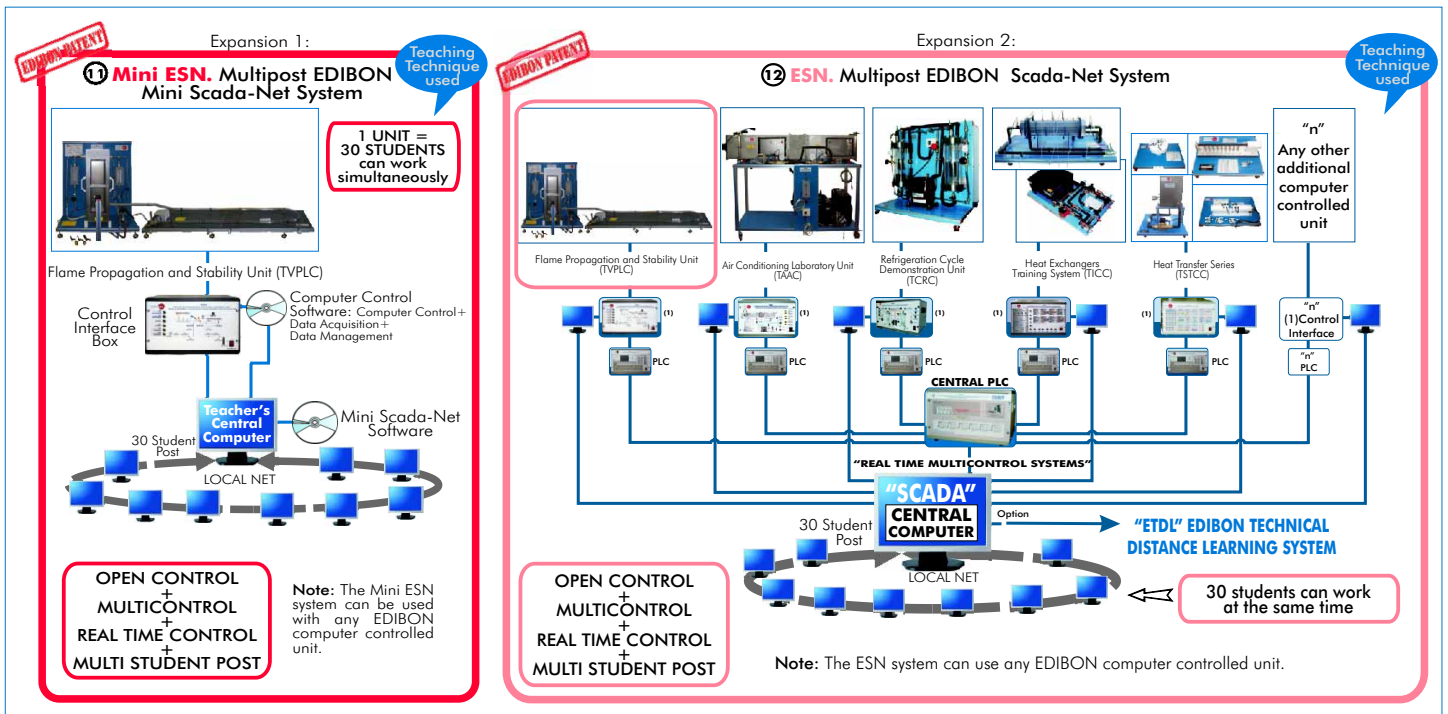 Expansion 1:
EDIBON PATENT
Teaching
Technique
used
11 Mini ESN. Multipost EDIBON
Mini Scada-Net System
1 UNIT =
30 STUDENTS
can work
simultaneously
Flame Propagation and Stability Unit (TVPLC)
Control
Interface
Box
Computer Control
Software: Computer Control+
Data Acquisition+
Data Management
Teacher's
Central
Computer
Mini Scada-Net
Software
30 Student
Post
LOCAL NET
OPEN CONTROL
+
MULTICONTROL
+
REAL TIME CONTROL
+
MULTI STUDENT POST
Note: The Mini ESN
system can be used
with any EDIBON
computer controlled
unit.
Expansion 2:
EDIBON PATENT
Teaching
Technique
used
12 ESN. Multipost EDIBON Scada-Net System
"n"
Any other
additional
computer
controlled
unit
Flame Propagation and Stability Unit
(TVPLC)
Air Conditioning Laboratory Unit
(TAAC)
Refrigeration Cycle
Demonstration Unit
(TCRC)
Heat Exchangers
Training System (TICC)
Heat Transfer Series
(TSTCC)
(1)
(1)
(1)
(1)
(1)
"n"
(1)Control
Interface
PLC
PLC
PLC
PLC
PLC
"n"
PLC
CENTRAL PLC
"REAL TIME MULTICONTROL SYSTEMS"
"SCADA"
CENTRAL
COMPUTER
Option
"ETDL" EDIBON TECHNICAL
DISTANCE LEARNING SYSTEM
30 Student
Post
LOCAL NET
30 students can work
at the same time
OPEN CONTROL
+
MULTICONTROL
+
REAL TIME CONTROL
+
MULTI STUDENT POST
Note: The ESN system can use any EDIBON computer controlled unit.